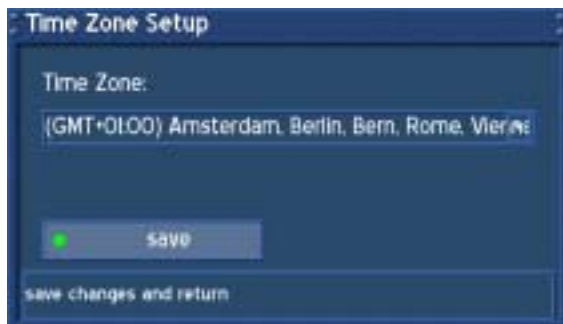 Time Zone Setup
Time Zone:
(GMT+01:00) Amsterdam, Berlin, Bern, Rome,
save
save changes and return